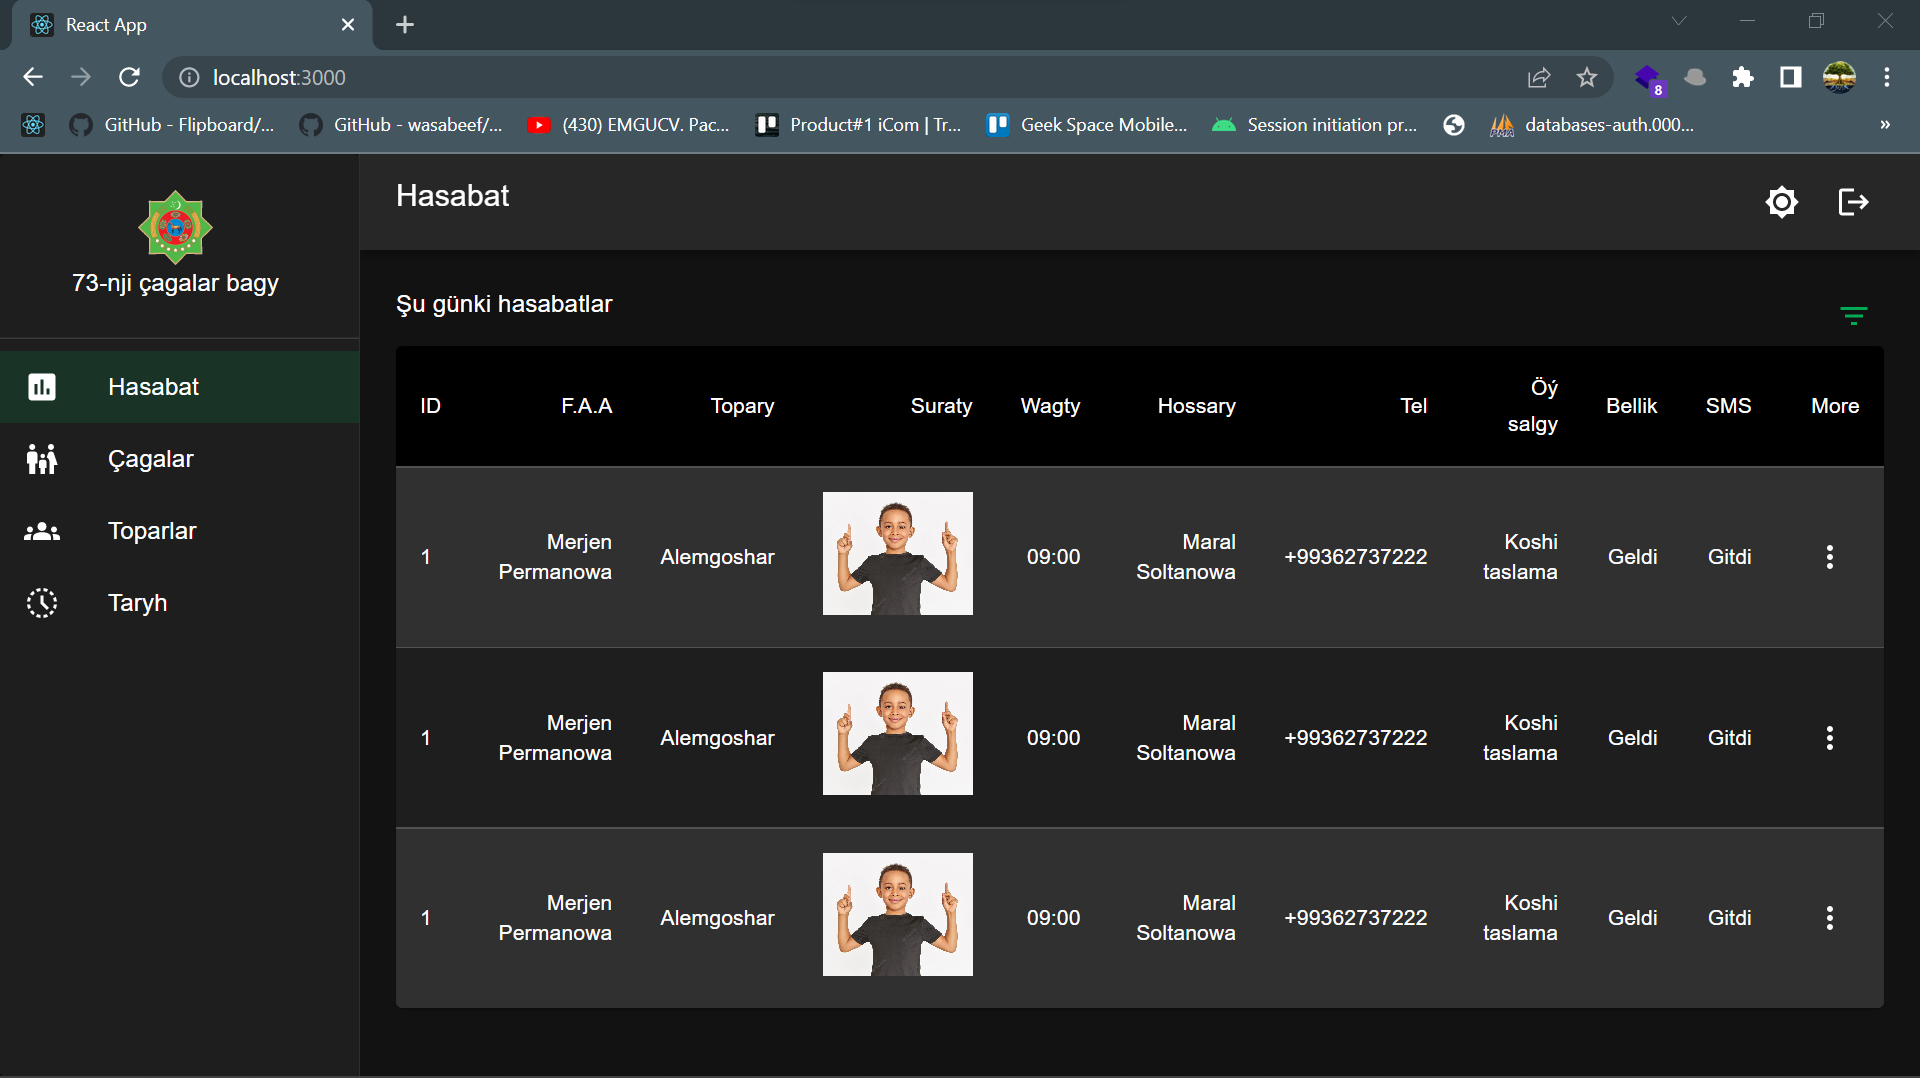 React App
localhost:3000
8
GitHub - Flipboard/...
GitHub - wasabeef/...
(430) EMGUCV. Pac...
Product#1 iCom | Tr...
Geek Space Mobile...
Session initiation pr...
databases-auth.000...
»
73-nji çagalar bagy
Hasabat
Çagalar
Toparlar
Taryh
Hasabat
Şu günki hasabatlar
ID F.A.A Topary Suraty Wagty Hossary Tel Öý salgy Bellik SMS More
1 Merjen Permanowa Alemgoshar 09:00 Maral Soltanowa +99362737222 Koshi taslama Geldi Gitdi
1 Merjen Permanowa Alemgoshar 09:00 Maral Soltanowa +99362737222 Koshi taslama Geldi Gitdi
1 Merjen Permanowa Alemgoshar 09:00 Maral Soltanowa +99362737222 Koshi taslama Geldi Gitdi